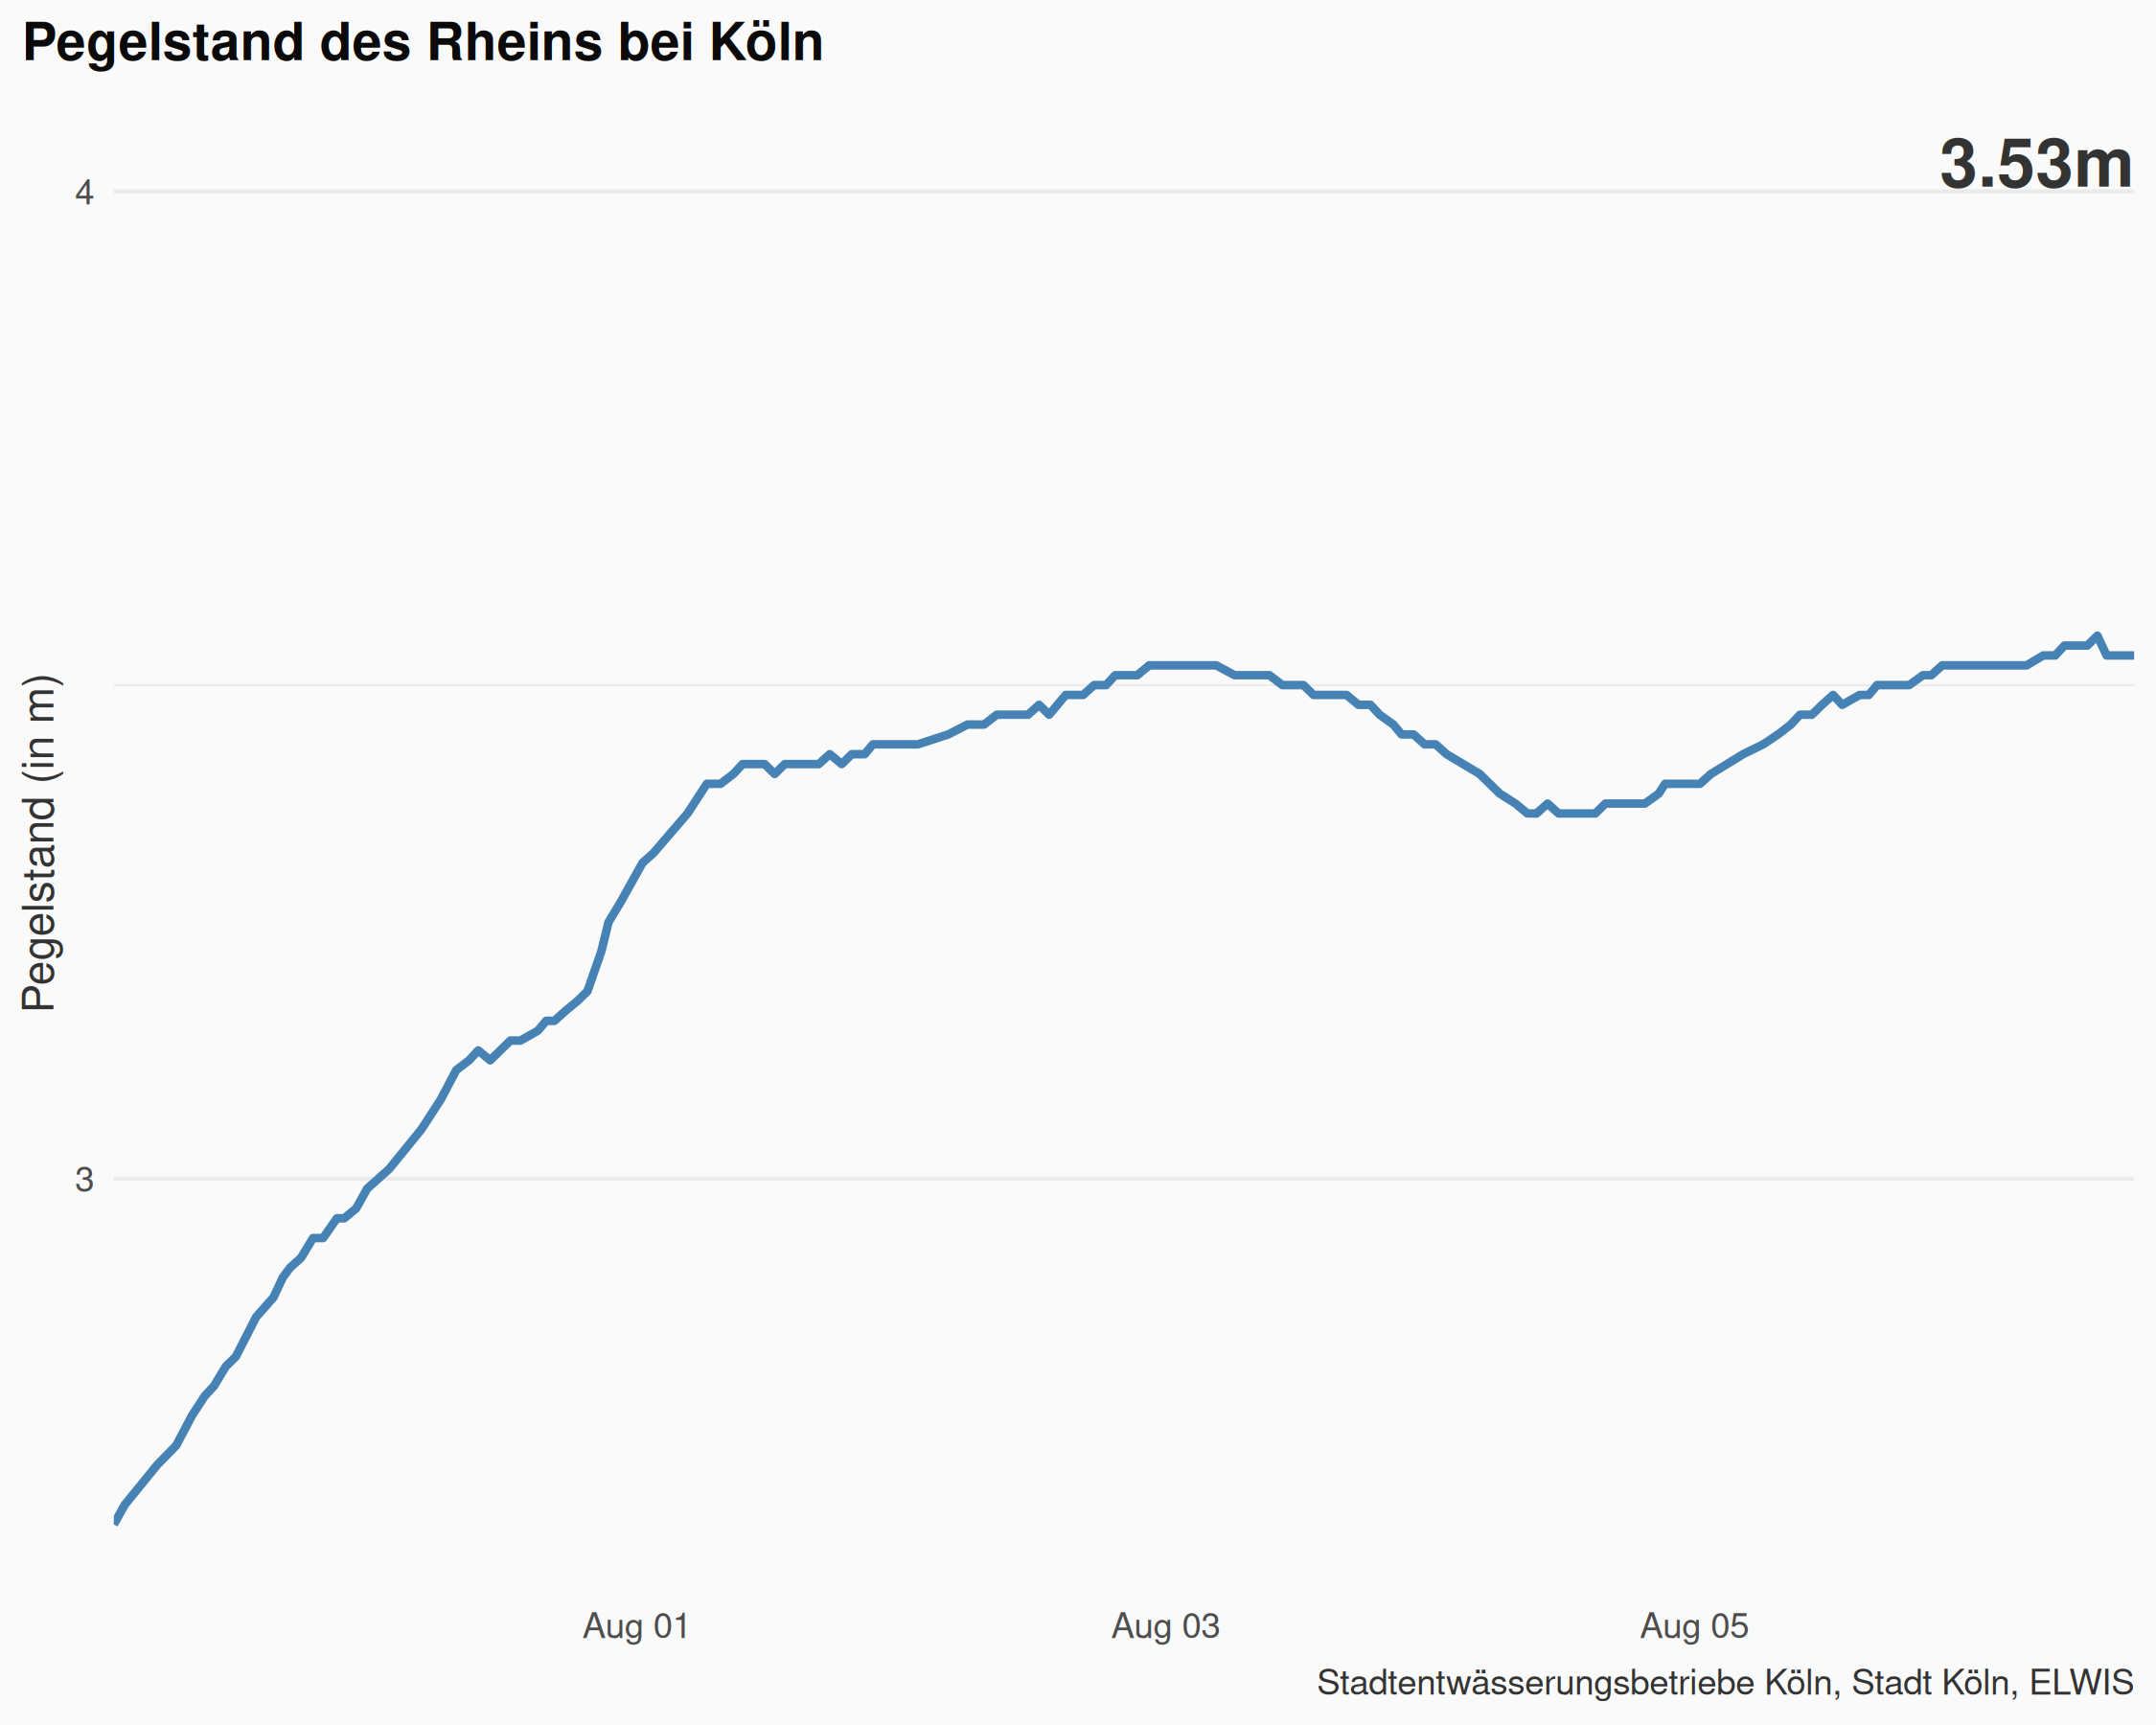 Pegelstand des Rheins bei Köln
3.53m
4
Pegelstand (in m)
3
Aug 01
Aug 03
Aug 05
Stadtentwässerungsbetriebe Köln, Stadt Köln, ELWIS